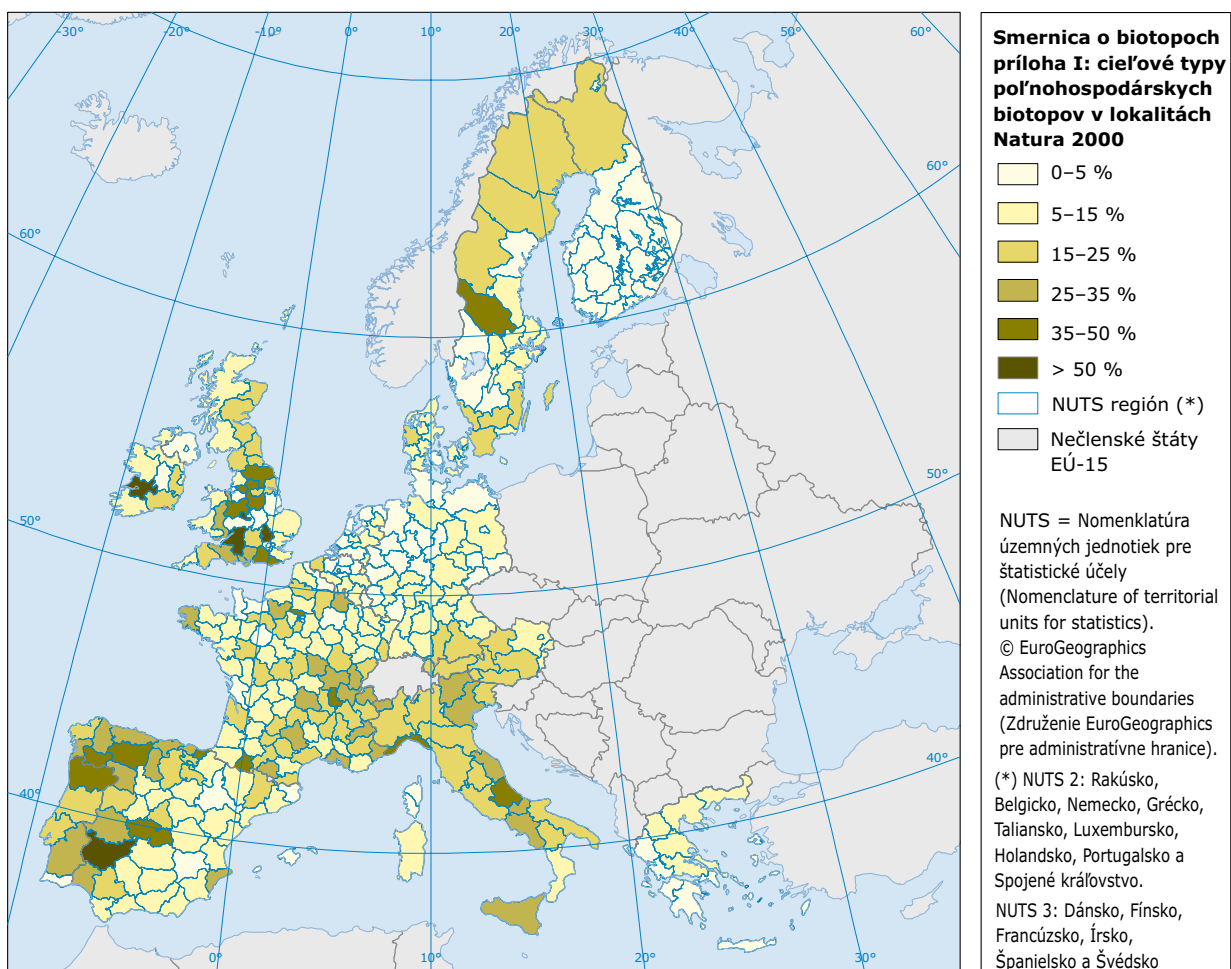 -30°
-20°
-10°
0°
10°
20°
30°
40°
50°
60°
60°
60°
50°
50°
40°
40°
0°
10°
20°
30°
Smernica o biotopoch
príloha I: cieľové typy
poľnohospodárskych
biotopov v lokalitách
Natura 2000
0–5 %
5–15 %
15–25 %
25–35 %
35–50 %
> 50 %
NUTS región (*)
Nečlenské štáty
EÚ-15
NUTS = Nomenklatúra
územných jednotiek pre
štatistické účely
(Nomenclature of territorial
units for statistics).
© EuroGeographics
Association for the
administrative boundaries
(Združenie EuroGeographics
pre administratívne hranice).
(*) NUTS 2: Rakúsko,
Belgicko, Nemecko, Grécko,
Taliansko, Luxembursko,
Holandsko, Portugalsko a
Spojené kráľovstvo.
NUTS 3: Dánsko, Fínsko,
Francúzsko, Írsko,
Španielsko a Švédsko